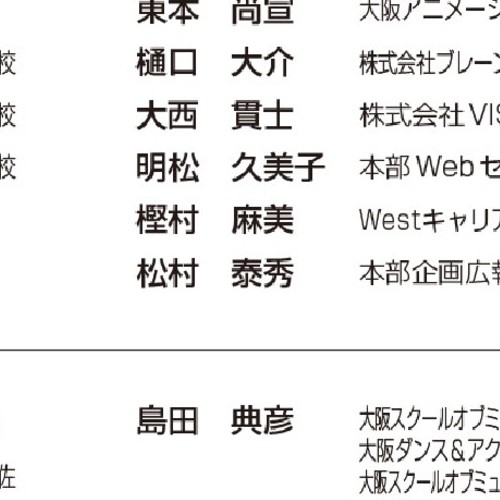 東本 尚宣 大阪アニメーシ
校 樋口 大介 株式会社ブレーン
校 大西 貫士 株式会社VIS
校 明松 久美子 本部Webセ
樫村 麻美 Westキャリア
松村 泰秀 本部企画広報
島田 典彦 大阪スクールオブミ
大阪ダンス&アク
佐 大阪スクールオブミュ